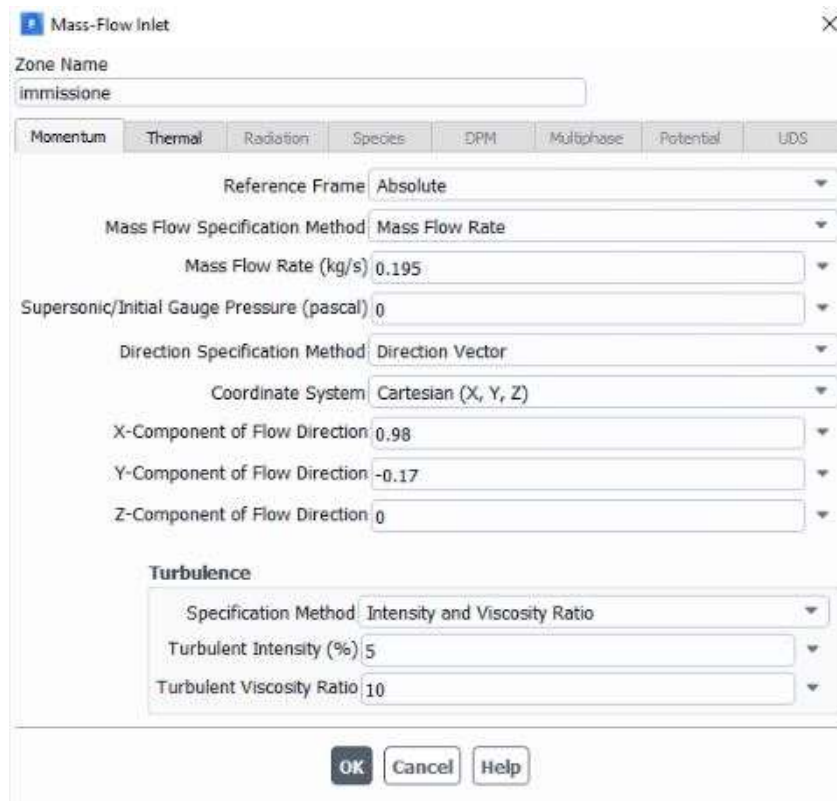 Mass-Flow Inlet
Zone Name
immissione
Momentum Thermal Radiation Species DPM Multiphase Potential UDS
Reference Frame Absolute
Mass Flow Specification Method Mass Flow Rate
Mass Flow Rate (kg/s) 0.195
Supersonic/Initial Gauge Pressure (pascal) 0
Direction Specification Method Direction Vector
Coordinate System Cartesian (X, Y, Z)
X-Component of Flow Direction 0.98
Y-Component of Flow Direction -0.17
Z-Component of Flow Direction 0
Turbulence
Specification Method Intensity and Viscosity Ratio
Turbulent Intensity (%) 5
Turbulent Viscosity Ratio 10
OK Cancel Help